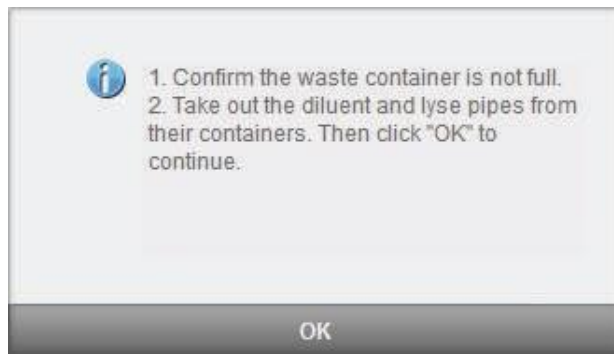 1. Confirm the waste container is not full.
2. Take out the diluent and lyse pipes from
their containers. Then click "OK" to
continue.
OK